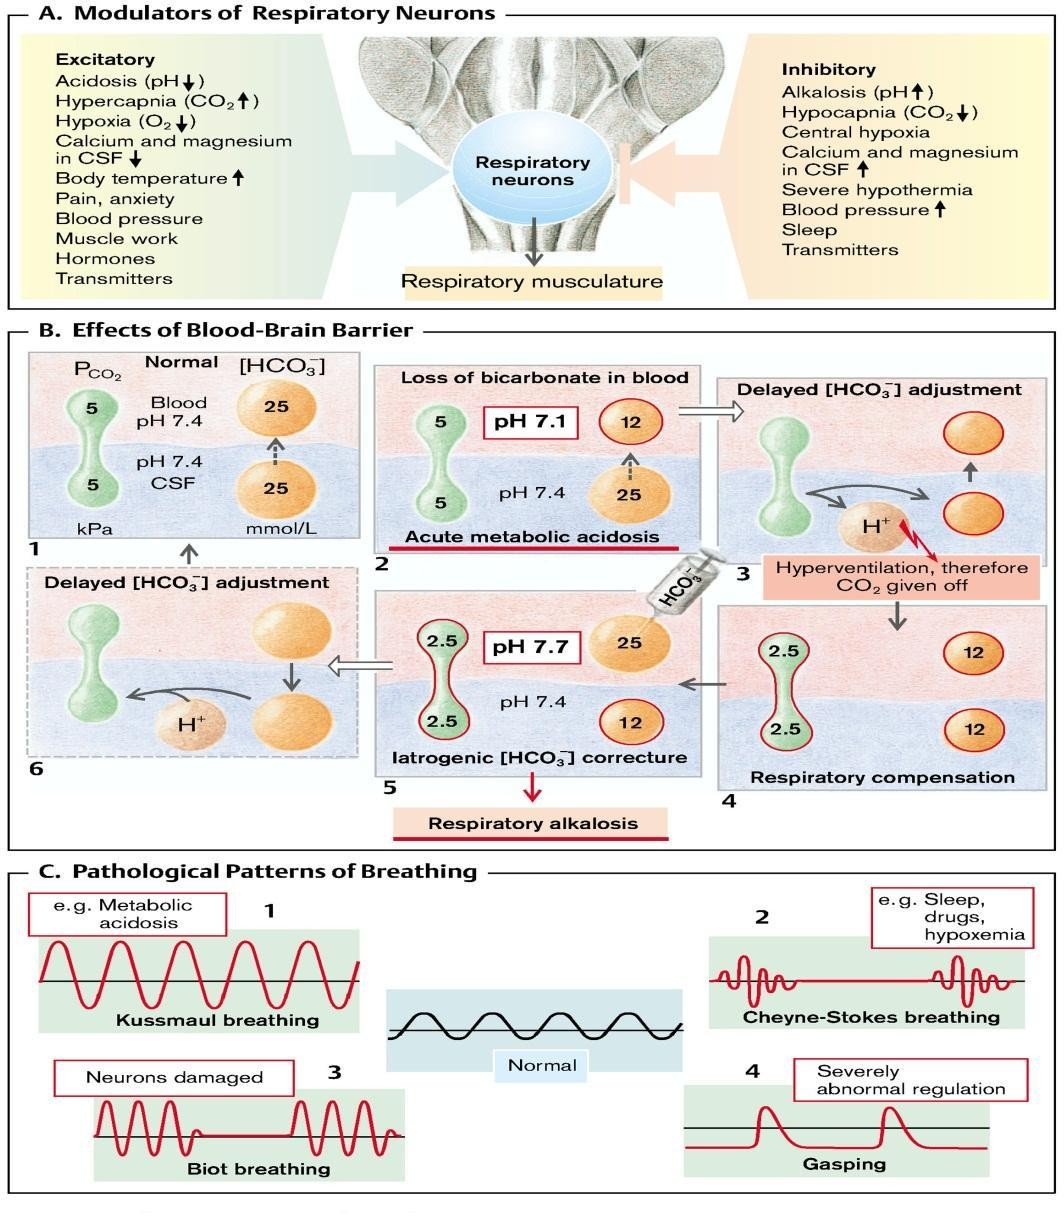 A. Modulators of Respiratory Neurons
Excitatory
Acidosis (pH↓)
Hypercapnia (CO₂↑)
Hypoxia (O₂↓)
Calcium and magnesium
in CSF ↓
Body temperature ↑
Pain, anxiety
Blood pressure
Muscle work
Hormones
Transmitters
Respiratory
neurons
Respiratory musculature
Inhibitory
Alkalosis (pH↑)
Hypocapnia (CO₂↓)
Central hypoxia
Calcium and magnesium
in CSF ↑
Severe hypothermia
Blood pressure ↑
Sleep
Transmitters
B. Effects of Blood-Brain Barrier
P_CO₂ Normal [HCO₃⁻]
5 Blood 25
pH 7.4
pH 7.4
5 CSF 25
kPa mmol/L
1
Loss of bicarbonate in blood
5 pH 7.1 12
5 pH 7.4 25
Acute metabolic acidosis
2
Delayed [HCO₃⁻] adjustment
H⁺
3
Hyperventilation, therefore
CO₂ given off
2.5 12
2.5 12
Respiratory compensation
4
HCO₃⁻
2.5 pH 7.7 25
pH 7.4
2.5 12
Iatrogenic [HCO₃⁻] correcture
5
Respiratory alkalosis
Delayed [HCO₃⁻] adjustment
H⁺
6
C. Pathological Patterns of Breathing
e.g. Metabolic
acidosis
1
Kussmaul breathing
Normal
2
e.g. Sleep,
drugs,
hypoxemia
Cheyne-Stokes breathing
Neurons damaged
3
Biot breathing
4
Severely
abnormal regulation
Gasping